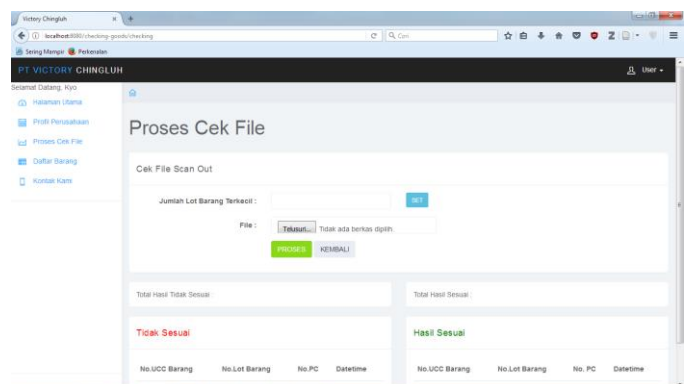 Victory Chingluh
localhost:8080/checking-goods/checking
Cari
Sering Mampir Perkenalan
PT VICTORY CHINGLUH
User
Selamat Datang, Kyo
Halaman Utama
Profil Perusahaan
Proses Cek File
Daftar Barang
Kontak Kami
Proses Cek File
Cek File Scan Out
Jumlah Lot Barang Terkecil :
SET
File :
Telusuri... Tidak ada berkas dipilih.
PROSES KEMBALI
Total Hasil Tidak Sesuai :
Total Hasil Sesuai :
Tidak Sesuai
Hasil Sesuai
No.UCC Barang No.Lot Barang No.PC Datetime
No.UCC Barang No.Lot Barang No. PC Datetime